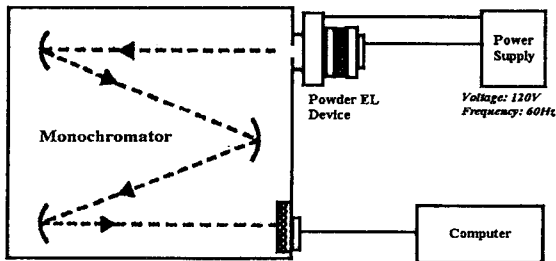 Power
Supply
Powder EL
Device
Voltage: 120V
Frequency: 60Hz
Monochromator
Computer